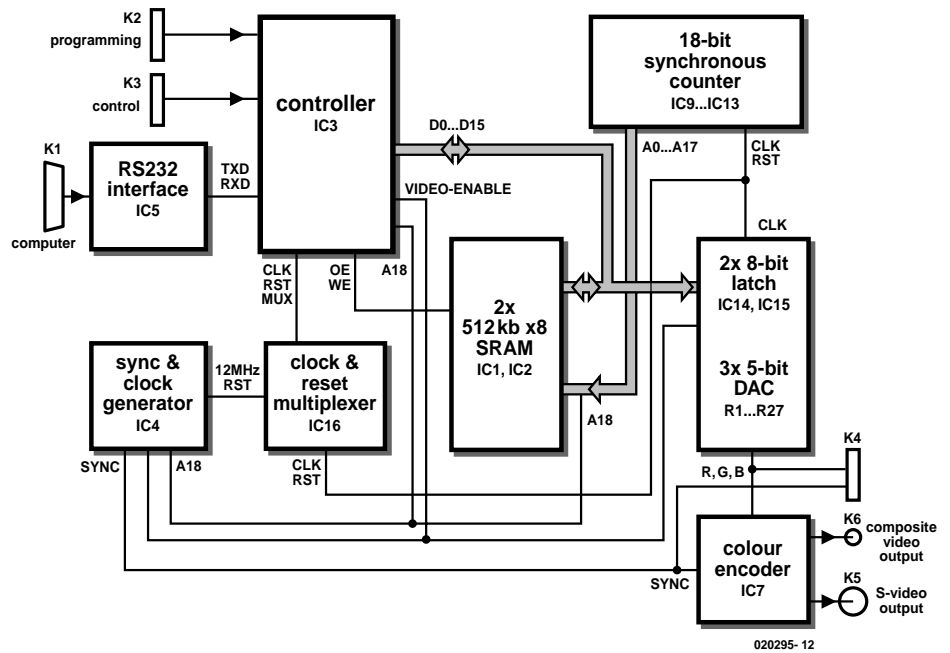 K2
programming
K3
control
K1
computer
RS232
interface
IC5
TXD
RXD
controller
IC3
D0...D15
VIDEO-ENABLE
18-bit
synchronous
counter
IC9...IC13
A0...A17
CLK
RST
CLK
CLK
RST
MUX
OE
WE
A18
2x
512kb x8
SRAM
IC1, IC2
2x 8-bit
latch
IC14, IC15
3x 5-bit
DAC
R1...R27
sync &
clock
generator
IC4
12MHz
RST
clock &
reset
multiplexer
IC16
A18
SYNC
A18
CLK
RST
R, G, B
K4
colour
encoder
IC7
SYNC
K6
composite
video
output
K5
S-video
output
020295- 12